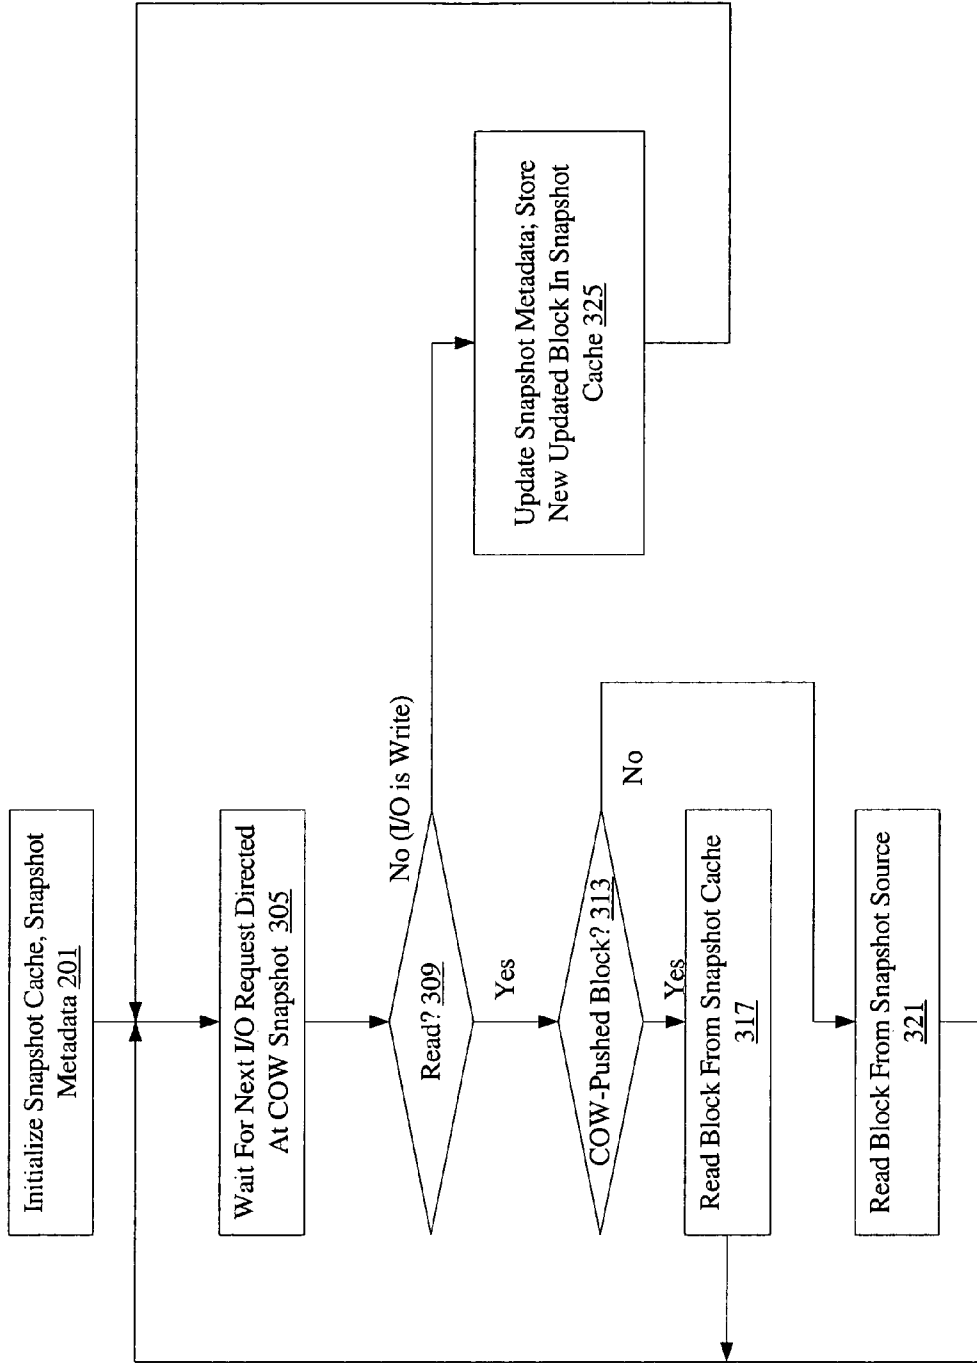 Initialize Snapshot Cache, Snapshot
Metadata 201
Wait For Next I/O Request Directed
At COW Snapshot 305
Read? 309
No (I/O is Write)
Yes
Update Snapshot Metadata; Store
New Updated Block In Snapshot
Cache 325
COW-Pushed Block? 313
No
Yes
Read Block From Snapshot Cache
317
Read Block From Snapshot Source
321